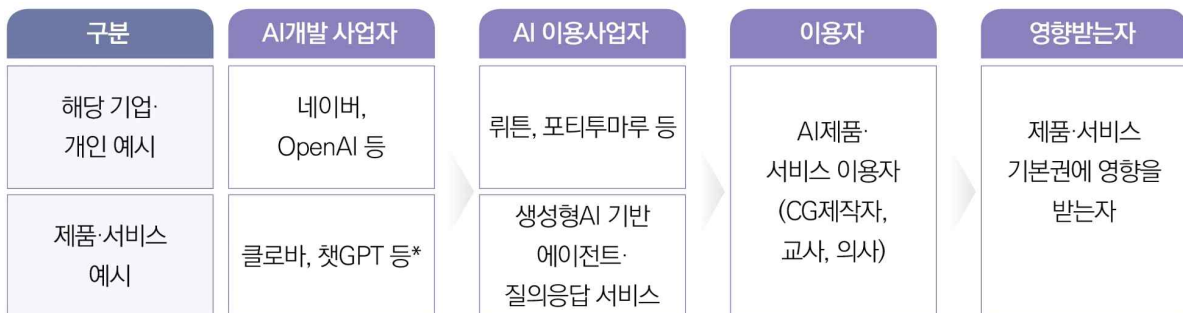 구분
AI개발 사업자
AI 이용사업자
이용자
영향받는자
해당 기업·
개인 예시
네이버,
OpenAI 등
뤼튼, 포티투마루 등
AI제품·
서비스 이용자
(CG제작자,
교사, 의사)
제품·서비스
기본권에 영향을
받는자
제품·서비스
예시
클로바, 챗GPT 등*
생성형AI 기반
에이전트·
질의응답 서비스